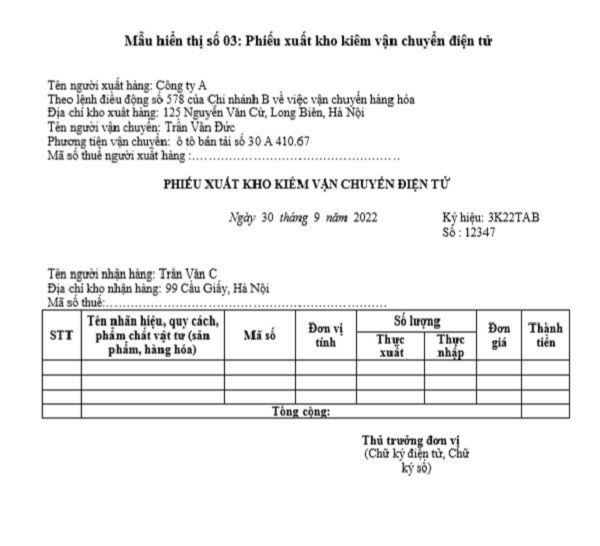 Mẫu hiển thị số 03: Phiếu xuất kho kiêm vận chuyển điện tử
Tên người xuất hàng: Công ty A
Theo lệnh điều động số 578 của Chi nhánh B về việc vận chuyển hàng hóa
Địa chỉ kho xuất hàng: 125 Nguyễn Văn Cừ, Long Biên, Hà Nội
Tên người vận chuyển: Trần Văn Đức
Phương tiện vận chuyển: ô tô bán tải số 30 A 410.67
Mã số thuế người xuất hàng :..................................................
PHIẾU XUẤT KHO KIÊM VẬN CHUYỂN ĐIỆN TỬ
Ngày 30 tháng 9 năm 2022
Ký hiệu: 3K22TAB
Số : 12347
Tên người nhận hàng: Trần Văn C
Địa chỉ kho nhận hàng: 99 Cầu Giấy, Hà Nội
Mã số thuế:..................................................
STT
Tên nhãn hiệu, quy cách,
phẩm chất vật tư (sản
phẩm, hàng hóa)
Mã số
Đơn vị
tính
Số lượng
Thực
xuất
Thực
nhập
Đơn
giá
Thành
tiền
Tổng cộng:
Thủ trưởng đơn vị
(Chữ ký điện tử, Chữ
ký số)